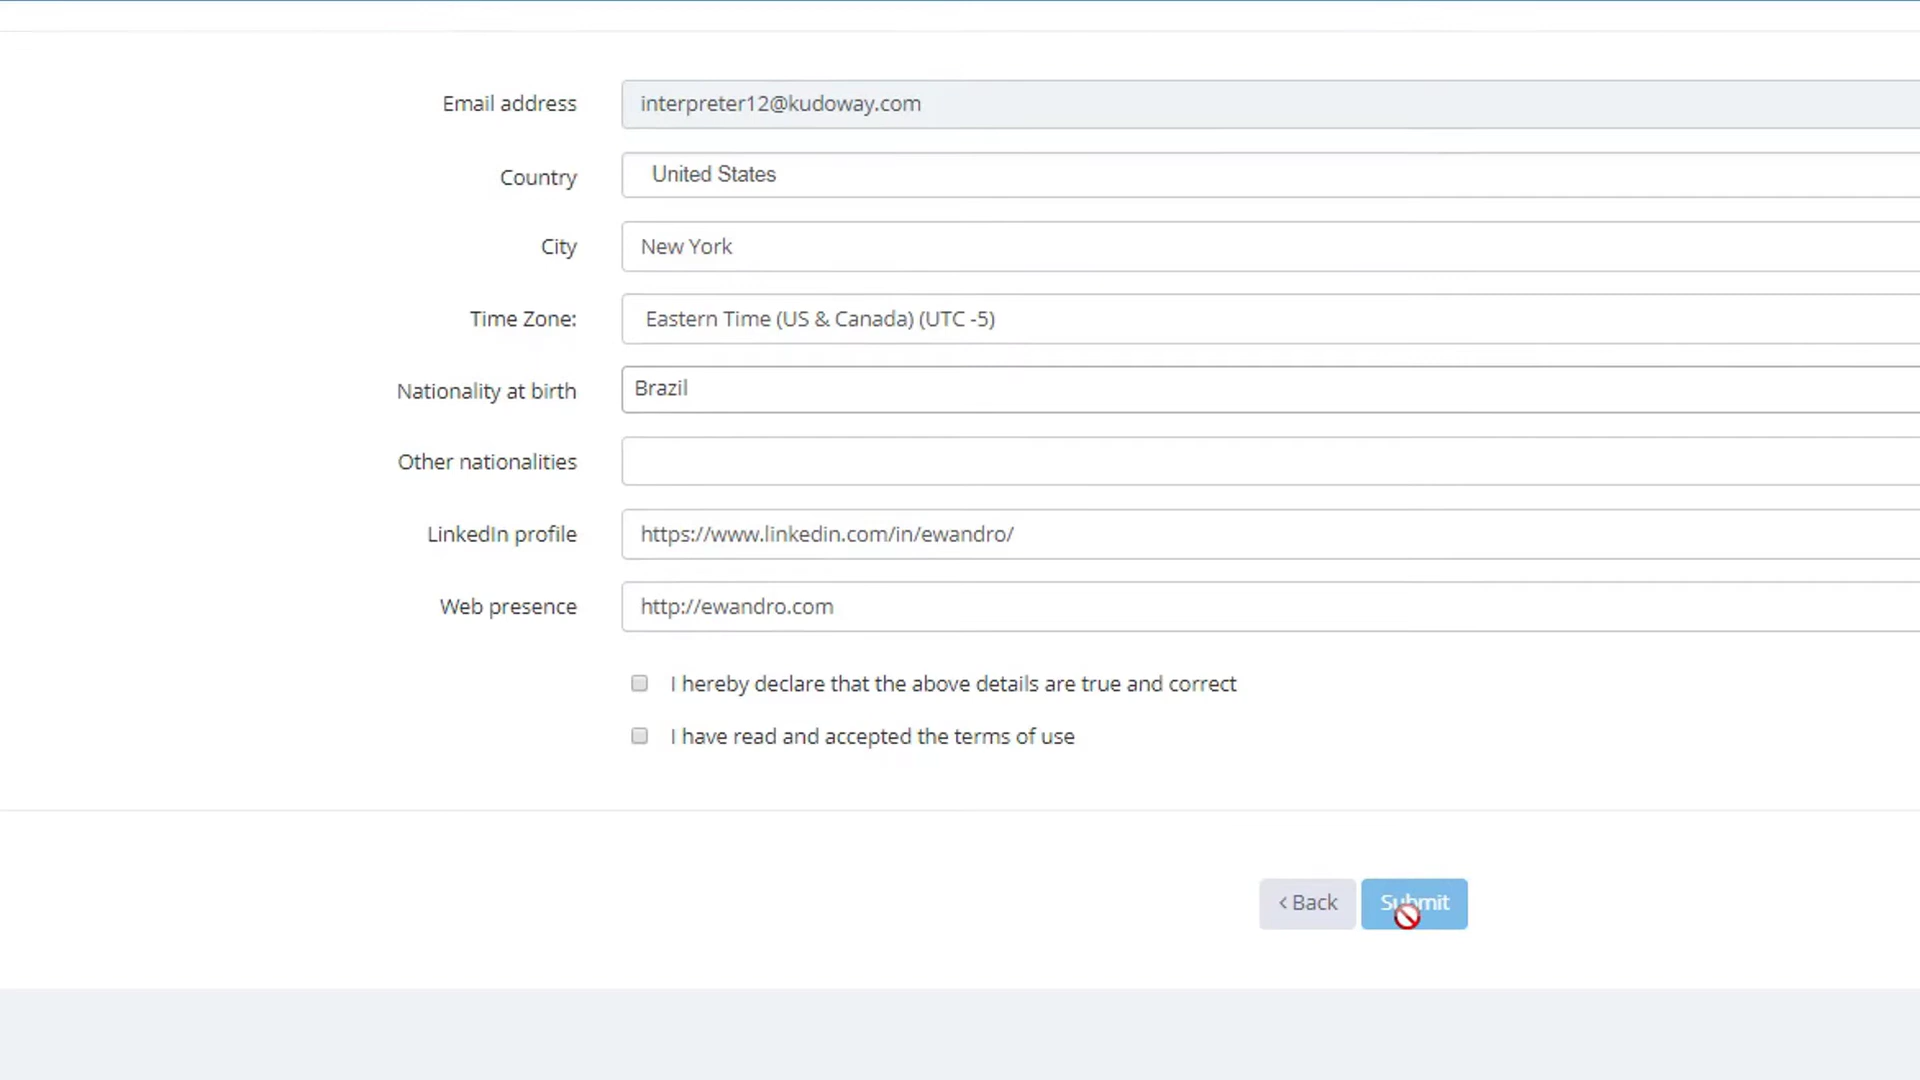 Email address interpreter12@kudoway.com
Country United States
City New York
Time Zone: Eastern Time (US & Canada) (UTC -5)
Nationality at birth Brazil
Other nationalities
LinkedIn profile https://www.linkedin.com/in/ewandro/
Web presence http://ewandro.com
I hereby declare that the above details are true and correct
I have read and accepted the terms of use
< Back Submit